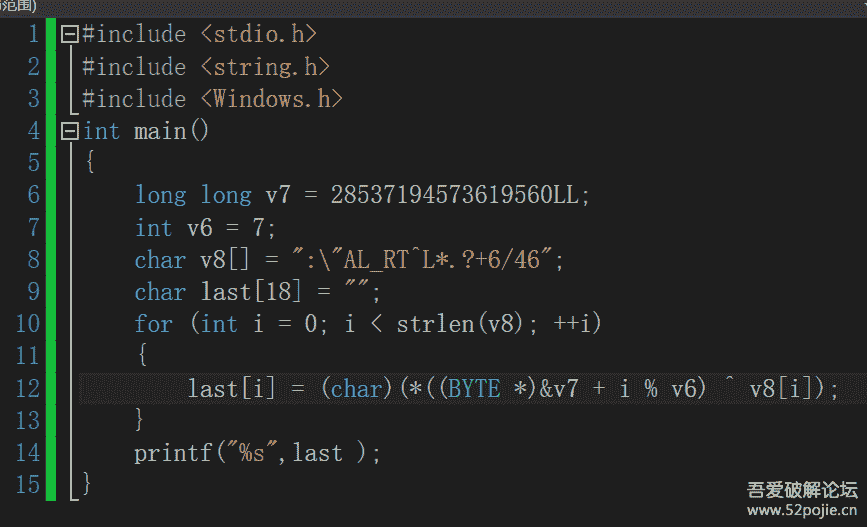 范围)
1 #include <stdio.h>
2 #include <string.h>
3 #include <Windows.h>
4 int main()
5 {
6 long long v7 = 28537194573619560LL;
7 int v6 = 7;
8 char v8[] = ":\"AL_RT^L*.?+6/46";
9 char last[18] = "";
10 for (int i = 0; i < strlen(v8); ++i)
11 {
12 last[i] = (char)(*((BYTE *)&v7 + i % v6) ^ v8[i]);
13 }
14 printf("%s",last );
15 }
吾爱破解论坛
www.52pojie.cn